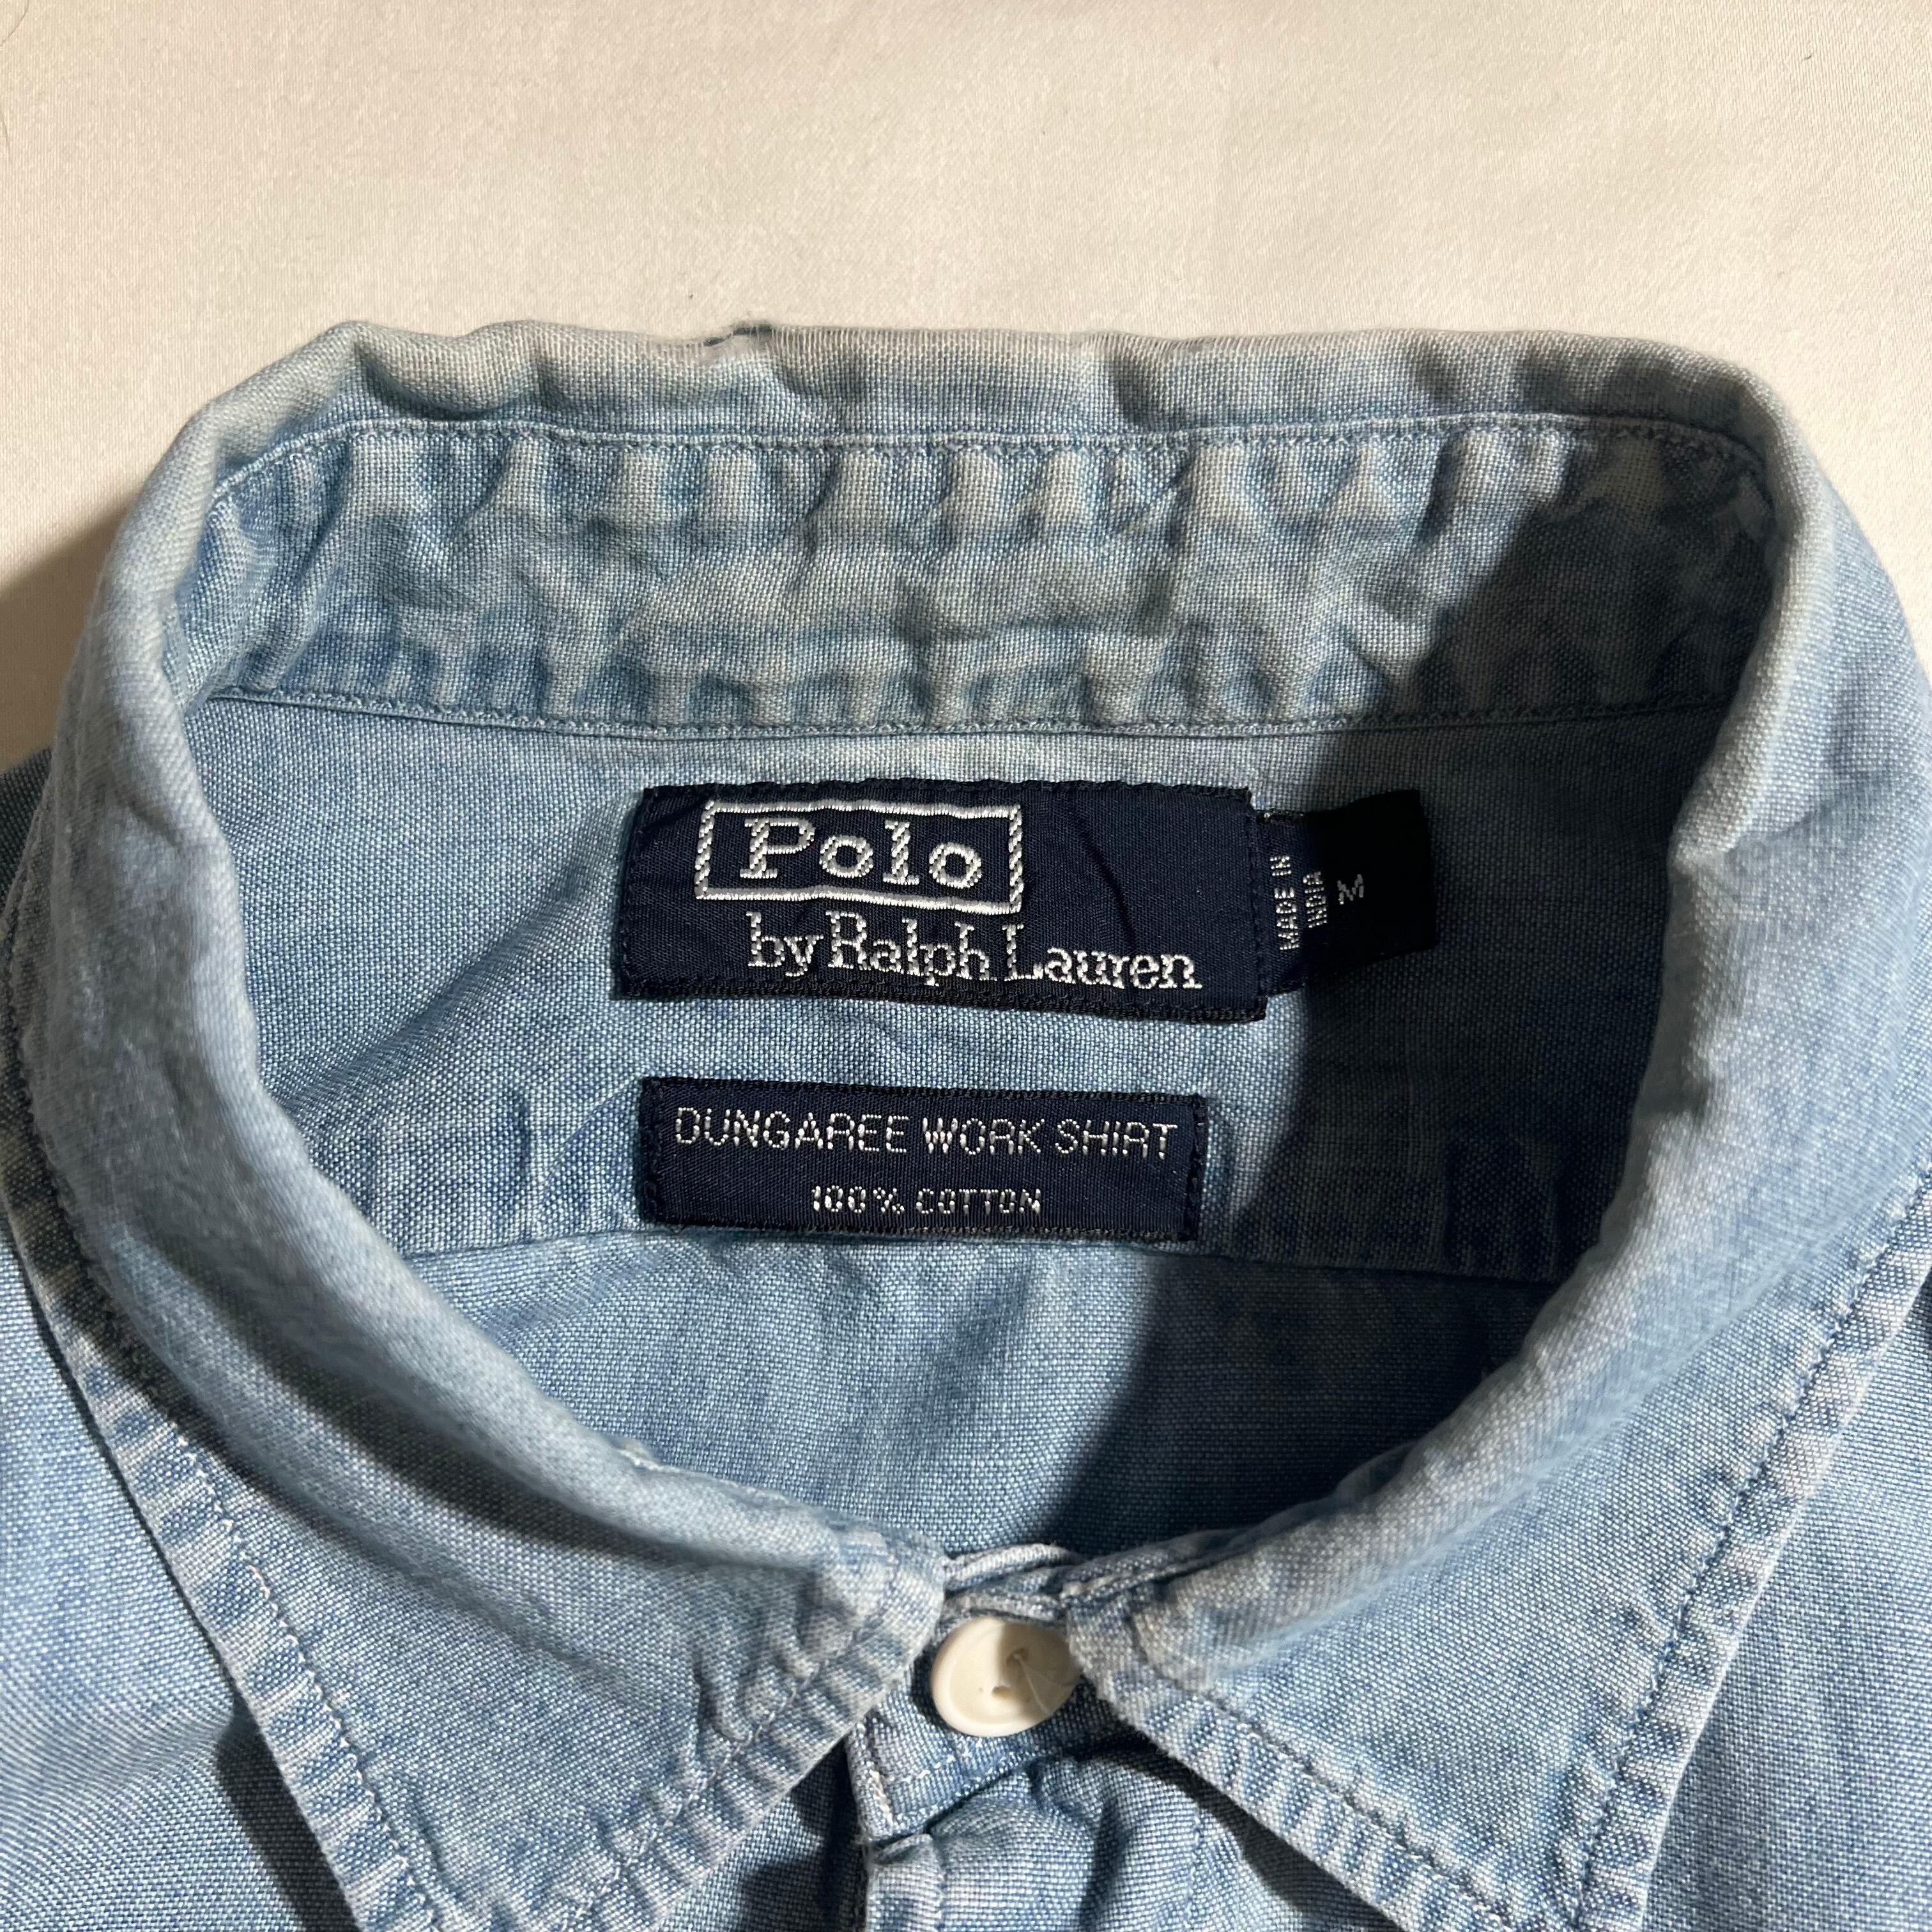 Polo
by Ralph Lauren
MADE IN
INDIA
M
DUNGAREE WORK SHIRT
100% COTTON